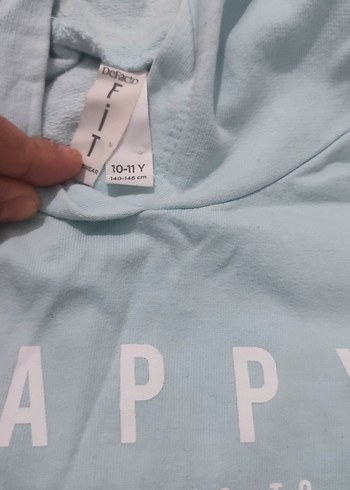 DeFacto
FiT
10-11 Y
140-146 cm
APPY